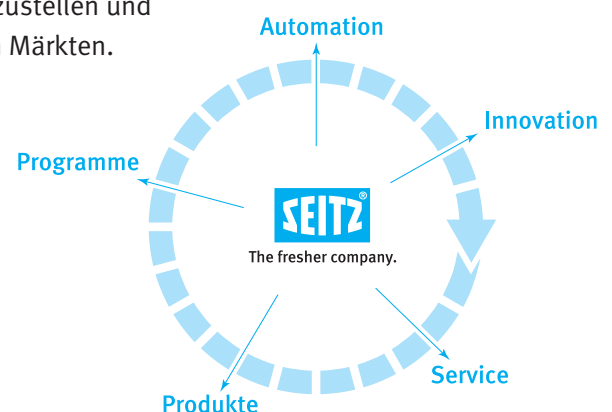 zustellen und
Märkten.
Automation
Innovation
Programme
SEITZ®
The fresher company.
Service
Produkte